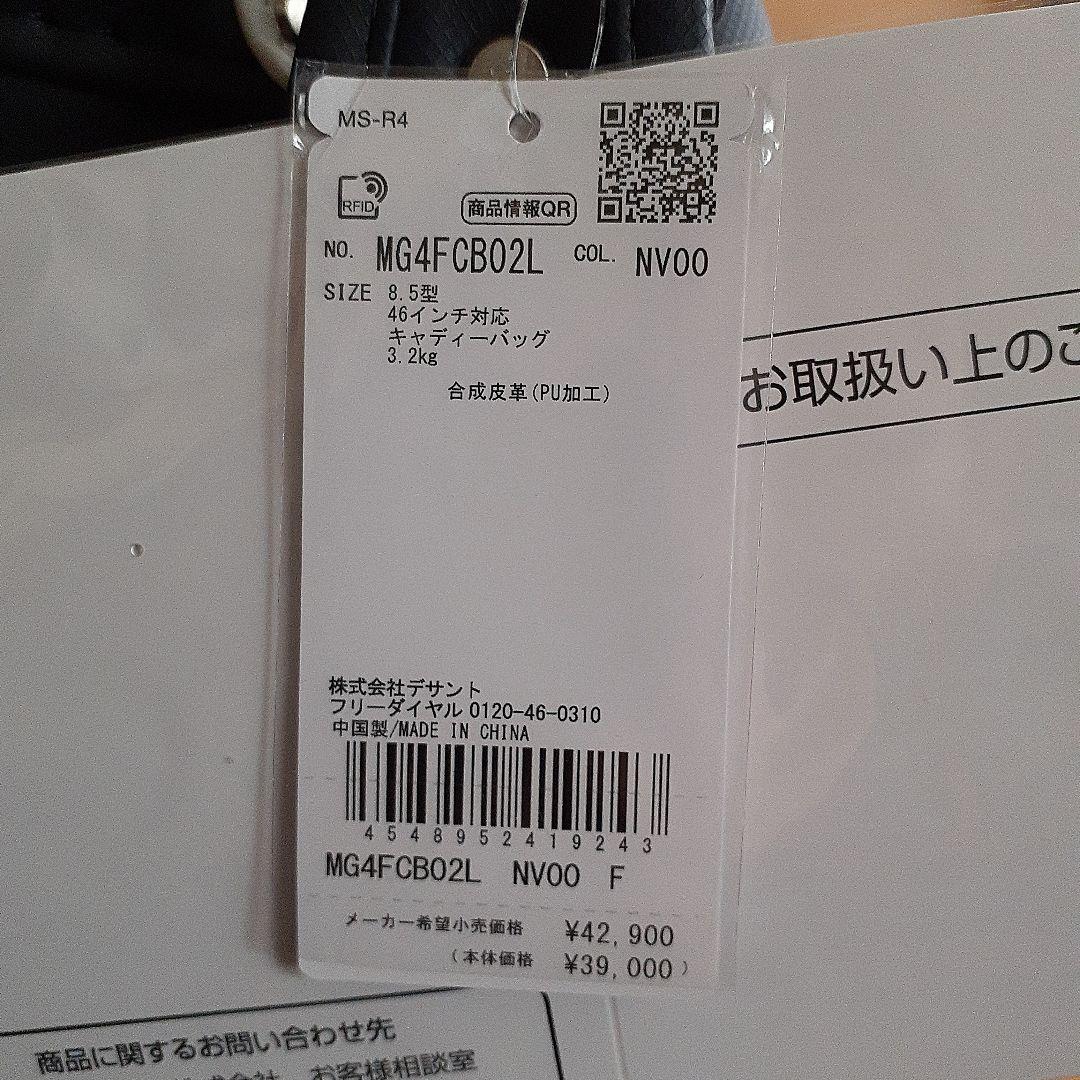 MS-R4
RFID
商品情報QR
NO. MG4FCB02L COL. NV00
SIZE 8.5型
46インチ対応
キャディーバッグ
3.2kg
合成皮革(PU加工)
お取扱い上のご
株式会社デサント
フリーダイヤル 0120-46-0310
中国製/MADE IN CHINA
4548952419243
MG4FCB02L NV00 F
メーカー希望小売価格 ¥42,900
(本体価格 ¥39,000)
商品に関するお問い合わせ先
お客様相談室